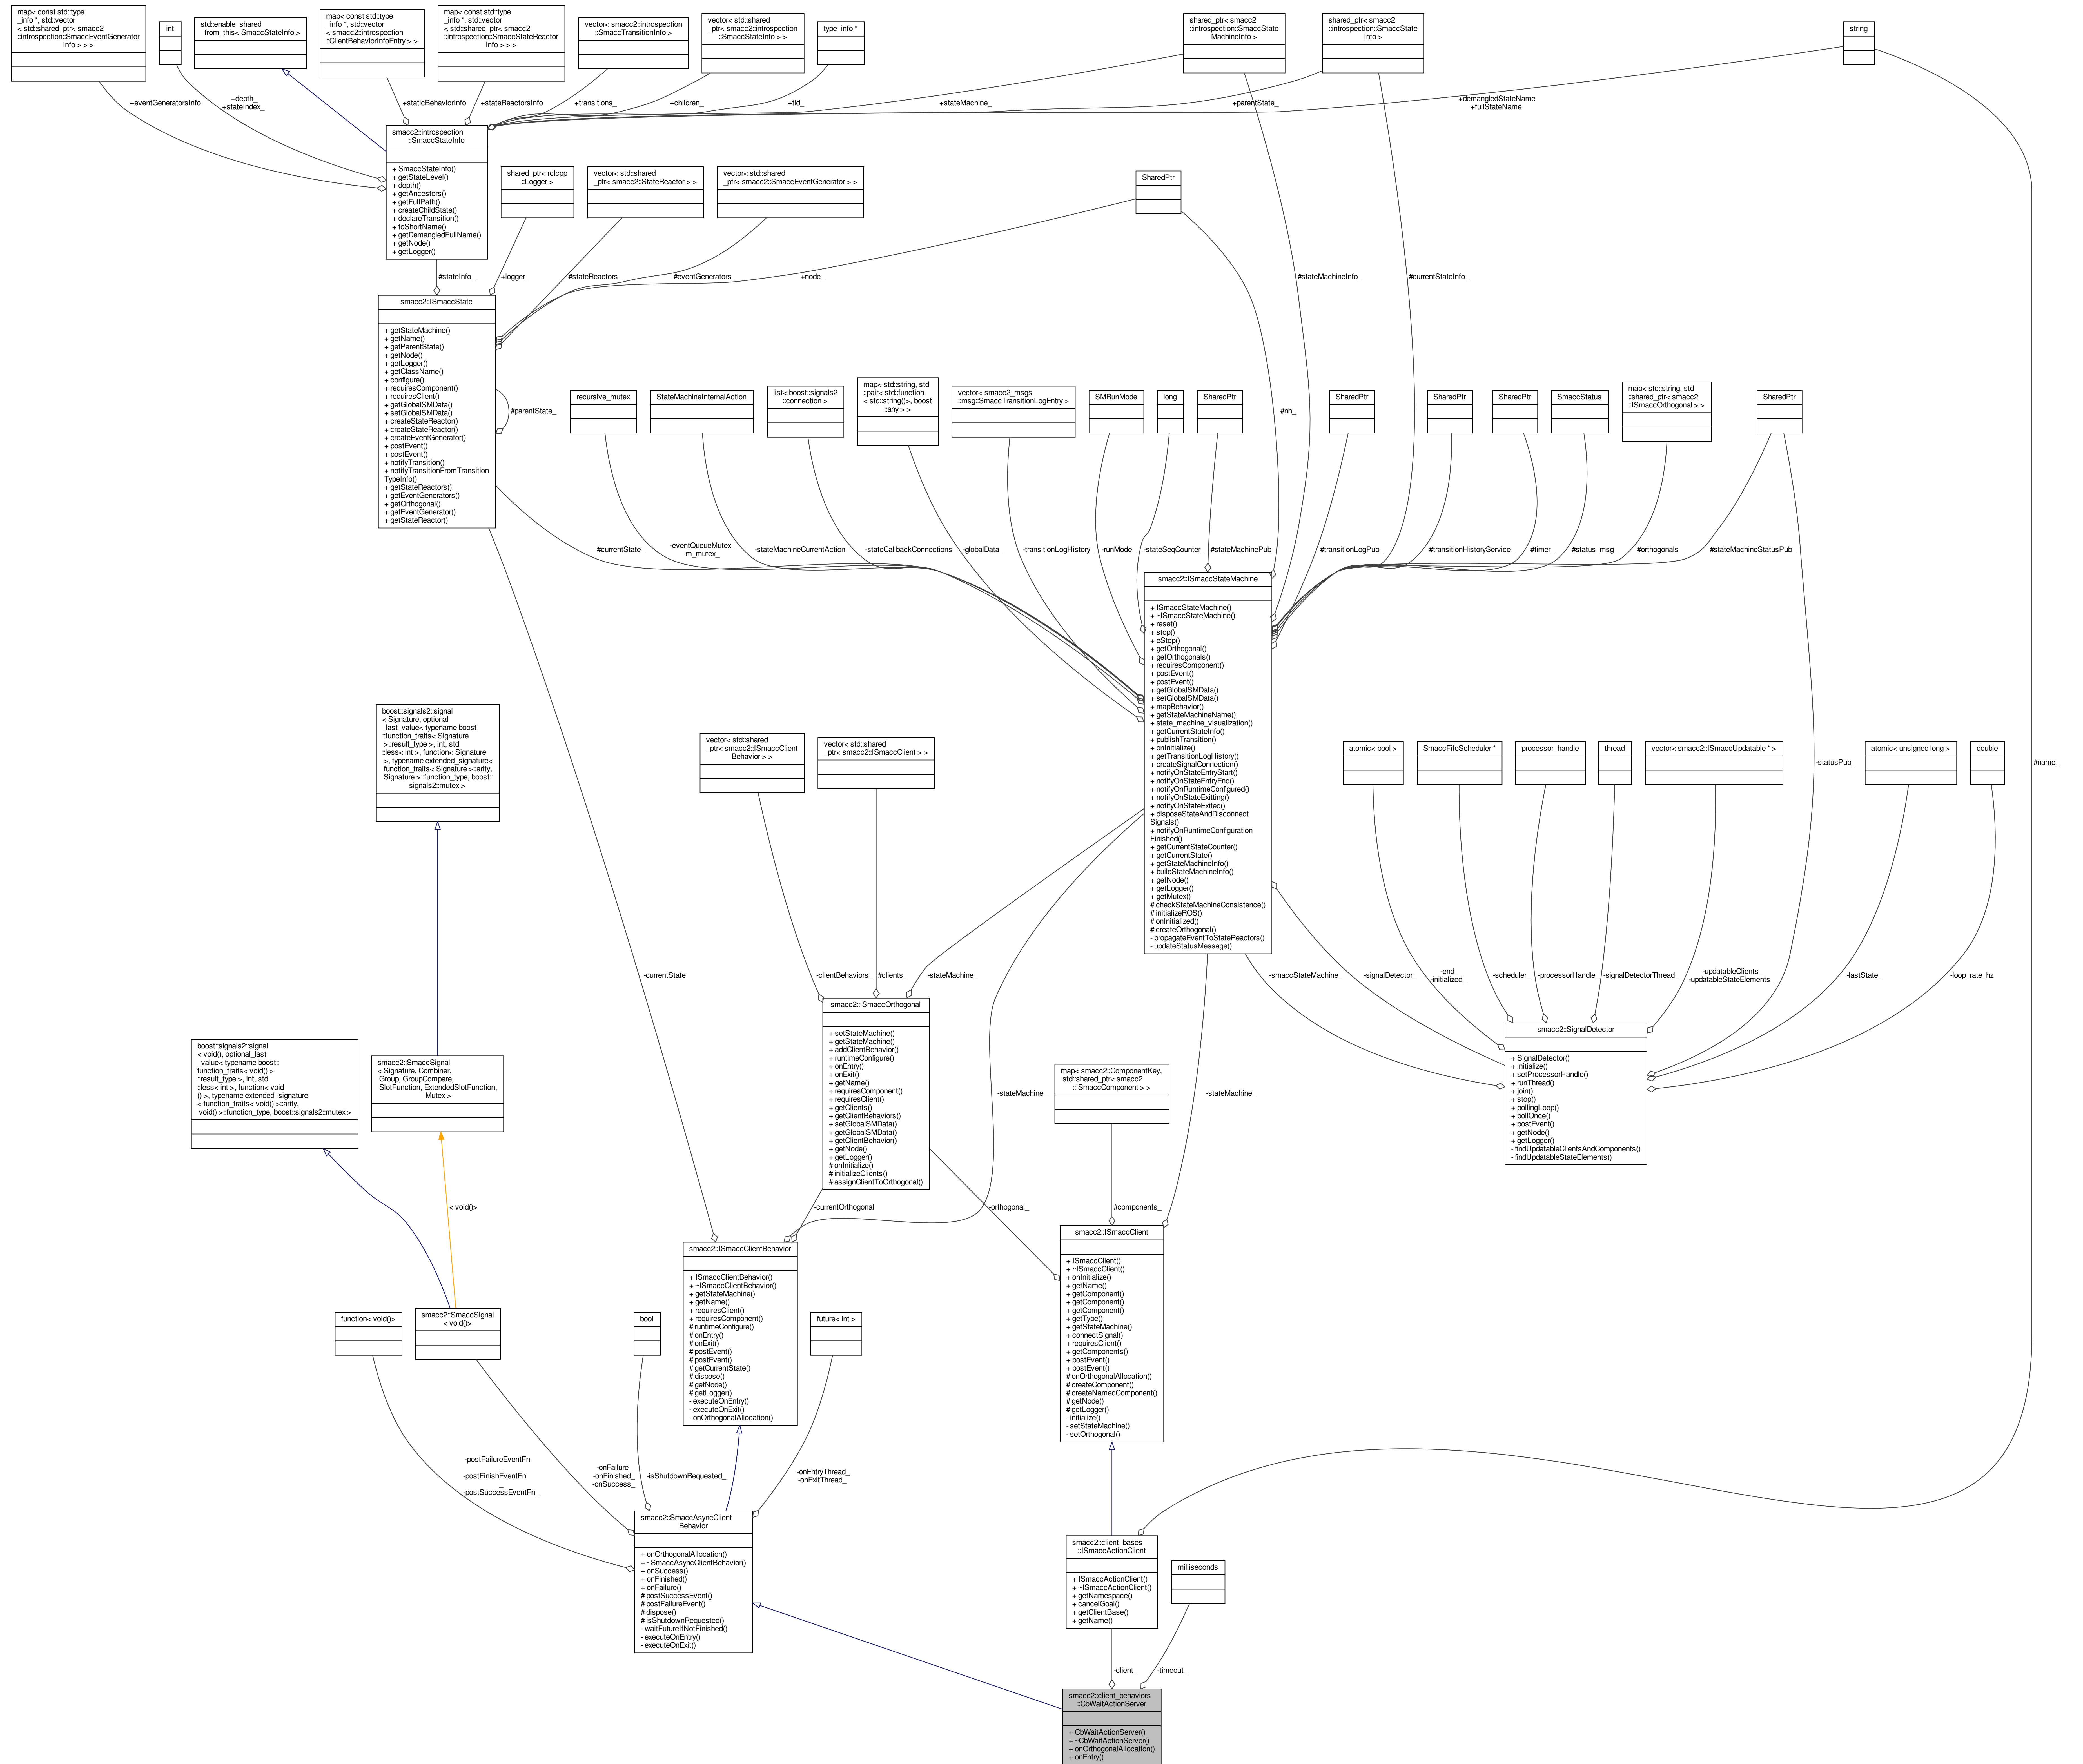 map< const std::type
_info *, std::vector
< std::shared_ptr< smacc2
::introspection::SmaccEventGenerator
Info > > >
int
std::enable_shared
_from_this< SmaccStateInfo >
map< const std::type
_info *, std::vector
< smacc2::introspection
::ClientBehaviorInfoEntry > >
map< const std::type
_info *, std::vector
< std::shared_ptr< smacc2
::introspection::SmaccStateReactor
Info > > >
vector< smacc2::introspection
::SmaccTransitionInfo >
vector< std::shared
_ptr< smacc2::introspection
::SmaccStateInfo > >
type_info *
shared_ptr< smacc2
::introspection::SmaccState
MachineInfo >
shared_ptr< smacc2
::introspection::SmaccState
Info >
string
+eventGeneratorsInfo
+depth_
+stateIndex_
+staticBehaviorInfo
+stateReactorsInfo
+transitions_
+children_
+tid_
+stateMachine_
+parentState_
+demangledStateName
+fullStateName
smacc2::introspection
::SmaccStateInfo
+ SmaccStateInfo()
+ getStateLevel()
+ depth()
+ getAncestors()
+ getFullPath()
+ createChildState()
+ declareTransition()
+ toShortName()
+ getDemangledFullName()
+ getNode()
+ getLogger()
shared_ptr< rclcpp
::Logger >
vector< std::shared
_ptr< smacc2::StateReactor > >
vector< std::shared
_ptr< smacc2::SmaccEventGenerator > >
SharedPtr
#stateInfo_
+logger_
#stateReactors_
#eventGenerators_
+node_
#stateMachineInfo_
#currentStateInfo_
smacc2::ISmaccState
+ getStateMachine()
+ getName()
+ getParentState()
+ getNode()
+ getLogger()
+ getClassName()
+ configure()
+ requiresComponent()
+ requiresClient()
+ getGlobalSMData()
+ setGlobalSMData()
+ createStateReactor()
+ createStateReactor()
+ createEventGenerator()
+ postEvent()
+ postEvent()
+ notifyTransition()
+ notifyTransitionFromTransition
TypeInfo()
+ getStateReactors()
+ getEventGenerators()
+ getOrthogonal()
+ getEventGenerator()
+ getStateReactor()
#parentState_
recursive_mutex
StateMachineInternalAction
list< boost::signals2
::connection >
map< std::string, std
::pair< std::function
< std::string()>, boost
::any > >
vector< smacc2_msgs
::msg::SmaccTransitionLogEntry >
SMRunMode
long
SharedPtr
#nh_
SharedPtr
SharedPtr
SharedPtr
SmaccStatus
map< std::string, std
::shared_ptr< smacc2
::ISmaccOrthogonal > >
SharedPtr
#currentState_
-eventQueueMutex_
-m_mutex_
-stateMachineCurrentAction
-stateCallbackConnections
-globalData_
-transitionLogHistory_
-runMode_
-stateSeqCounter_
#stateMachinePub_
#transitionLogPub_
#transitionHistoryService_
#timer_
#status_msg_
#orthogonals_
#stateMachineStatusPub_
smacc2::ISmaccStateMachine
+ ISmaccStateMachine()
+ ~ISmaccStateMachine()
+ reset()
+ stop()
+ eStop()
+ getOrthogonal()
+ getOrthogonals()
+ requiresComponent()
+ postEvent()
+ postEvent()
+ getGlobalSMData()
+ setGlobalSMData()
+ mapBehavior()
+ getStateMachineName()
+ state_machine_visualization()
+ getCurrentStateInfo()
+ publishTransition()
+ onInitialize()
+ getTransitionLogHistory()
+ createSignalConnection()
+ notifyOnStateEntryStart()
+ notifyOnStateEntryEnd()
+ notifyOnRuntimeConfigured()
+ notifyOnStateExitting()
+ notifyOnStateExited()
+ disposeStateAndDisconnect
Signals()
+ notifyOnRuntimeConfiguration
Finished()
+ getCurrentStateCounter()
+ getCurrentState()
+ getStateMachineInfo()
+ buildStateMachineInfo()
+ getNode()
+ getLogger()
+ getMutex()
# checkStateMachineConsistence()
# initializeROS()
# onInitialized()
# createOrthogonal()
- propagateEventToStateReactors()
- updateStatusMessage()
boost::signals2::signal
< Signature, optional
_last_value< typename boost
::function_traits< Signature
>::result_type >, int, std
::less< int >, function< Signature
>, typename extended_signature<
function_traits< Signature >::arity,
Signature >::function_type, boost::
signals2::mutex >
vector< std::shared
_ptr< smacc2::ISmaccClient
Behavior > >
vector< std::shared
_ptr< smacc2::ISmaccClient > >
atomic< bool >
SmaccFifoScheduler *
processor_handle
thread
vector< smacc2::ISmaccUpdatable * >
-statusPub_
atomic< unsigned long >
double
#name_
-currentState
-clientBehaviors_
#clients_
-stateMachine_
-smaccStateMachine_
-signalDetector_
-end_
-initialized_
-scheduler_
-processorHandle_
-signalDetectorThread_
-updatableClients_
-updatableStateElements_
-lastState_
-loop_rate_hz
smacc2::ISmaccOrthogonal
+ setStateMachine()
+ getStateMachine()
+ addClientBehavior()
+ runtimeConfigure()
+ onEntry()
+ onExit()
+ getName()
+ requiresComponent()
+ requiresClient()
+ getClients()
+ getClientBehaviors()
+ setGlobalSMData()
+ getGlobalSMData()
+ getClientBehavior()
+ getNode()
+ getLogger()
# onInitialize()
# initializeClients()
# assignClientToOrthogonal()
smacc2::SignalDetector
+ SignalDetector()
+ initialize()
+ setProcessorHandle()
+ runThread()
+ join()
+ stop()
+ pollingLoop()
+ pollOnce()
+ postEvent()
+ getNode()
+ getLogger()
- findUpdatableClientsAndComponents()
- findUpdatableStateElements()
boost::signals2::signal
< void(), optional_last
_value< typename boost::
function_traits< void() >
::result_type >, int, std
::less< int >, function< void
() >, typename extended_signature
< function_traits< void() >::arity,
void() >::function_type, boost::signals2::mutex >
smacc2::SmaccSignal
< Signature, Combiner,
Group, GroupCompare,
SlotFunction, ExtendedSlotFunction,
Mutex >
map< smacc2::ComponentKey,
std::shared_ptr< smacc2
::ISmaccComponent > >
-stateMachine_
-stateMachine_
< void()>
-currentOrthogonal
-orthogonal_
#components_
smacc2::ISmaccClientBehavior
+ ISmaccClientBehavior()
+ ~ISmaccClientBehavior()
+ getStateMachine()
+ getName()
+ requiresClient()
+ requiresComponent()
# runtimeConfigure()
# onEntry()
# onExit()
# postEvent()
# postEvent()
# getCurrentState()
# dispose()
# getNode()
# getLogger()
- executeOnEntry()
- executeOnExit()
- onOrthogonalAllocation()
smacc2::ISmaccClient
+ ISmaccClient()
+ ~ISmaccClient()
+ onInitialize()
+ getName()
+ getComponent()
+ getComponent()
+ getComponent()
+ getType()
+ getStateMachine()
+ connectSignal()
+ requiresClient()
+ getComponents()
+ postEvent()
+ postEvent()
# onOrthogonalAllocation()
# createComponent()
# createNamedComponent()
# getNode()
# getLogger()
- initialize()
- setStateMachine()
- setOrthogonal()
function< void()>
smacc2::SmaccSignal
< void()>
bool
future< int >
-postFailureEventFn
_
-postFinishEventFn
_
-postSuccessEventFn_
-onFailure_
-onFinished_
-onSuccess_
-isShutdownRequested_
-onEntryThread_
-onExitThread_
smacc2::SmaccAsyncClient
Behavior
+ onOrthogonalAllocation()
+ ~SmaccAsyncClientBehavior()
+ onSuccess()
+ onFinished()
+ onFailure()
# postSuccessEvent()
# postFailureEvent()
# dispose()
# isShutdownRequested()
- waitFutureIfNotFinished()
- executeOnEntry()
- executeOnExit()
smacc2::client_bases
::ISmaccActionClient
+ ISmaccActionClient()
+ ~ISmaccActionClient()
+ getNamespace()
+ cancelGoal()
+ getClientBase()
+ getName()
milliseconds
-client_
-timeout_
smacc2::client_behaviors
::CbWaitActionServer
+ CbWaitActionServer()
+ ~CbWaitActionServer()
+ onOrthogonalAllocation()
+ onEntry()